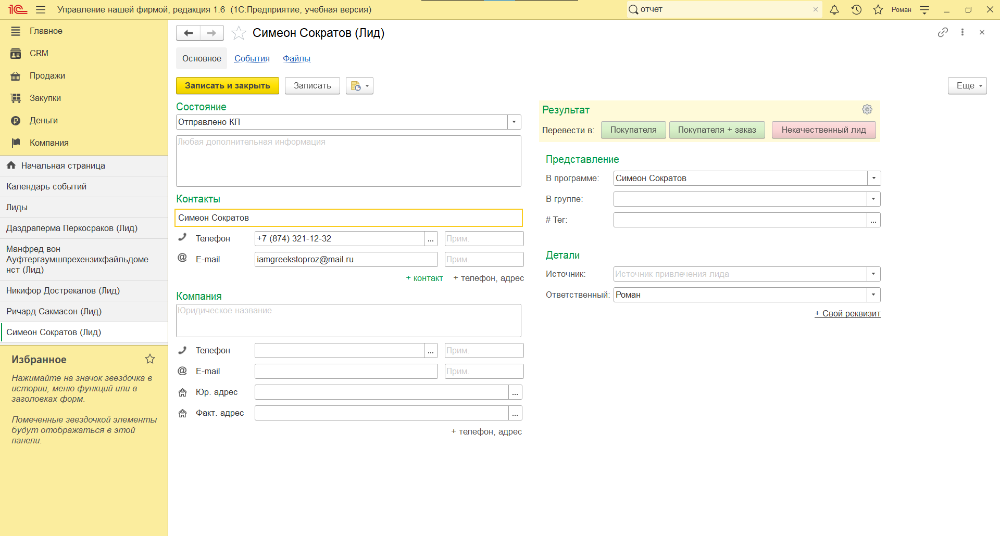 1С Управление нашей фирмой, редакция 1.6 (1С:Предприятие, учебная версия)
отчет
Роман
Главное
CRM
Продажи
Закупки
Деньги
Компания
Начальная страница
Календарь событий
Лиды
Даздраперма Перкосраков (Лид)
Манфред вон
Ауфтергаумшпрехензихфайльдоме
нст (Лид)
Никифор Дострекалов (Лид)
Ричард Сакмасон (Лид)
Симеон Сократов (Лид)
Избранное
Нажимайте на значок звездочка в
истории, меню функций или в
заголовках форм.
Помеченные звездочкой элементы
будут отображаться в этой
панели.
Симеон Сократов (Лид)
Основное События Файлы
Записать и закрыть Записать Еще
Состояние
Отправлено КП
Любая дополнительная информация
Контакты
Симеон Сократов
Телефон +7 (874) 321-12-32 ... Прим.
@ E-mail iamgreekstoproz@mail.ru Прим.
+ контакт + телефон, адрес
Компания
Юридическое название
Телефон ... Прим.
@ E-mail Прим.
Юр. адрес ...
Факт. адрес ...
+ телефон, адрес
Результат
Перевести в: Покупателя Покупателя + заказ Некачественный лид
Представление
В программе: Симеон Сократов
В группе:
# Тег: ...
Детали
Источник: Источник привлечения лида
Ответственный: Роман
+ Свой реквизит